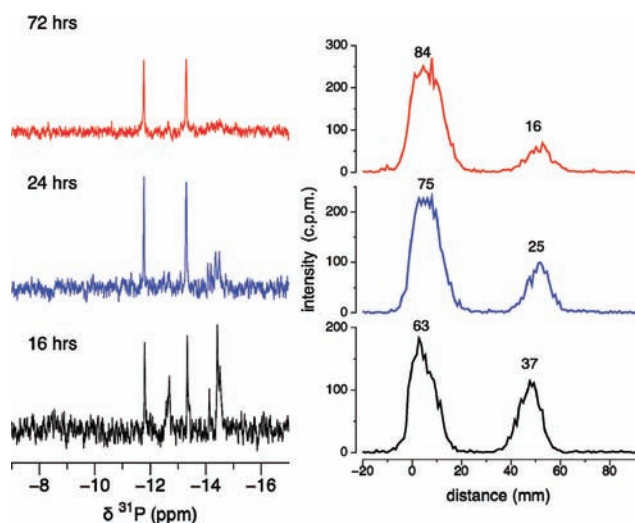 72 hrs
24 hrs
16 hrs
−8 −10 −12 −14 −16
δ 31P (ppm)
300
200
100
0
84
16
200
100
0
75
25
200
100
0
63
37
−20 0 20 40 60 80
intensity (c.p.m.)
distance (mm)